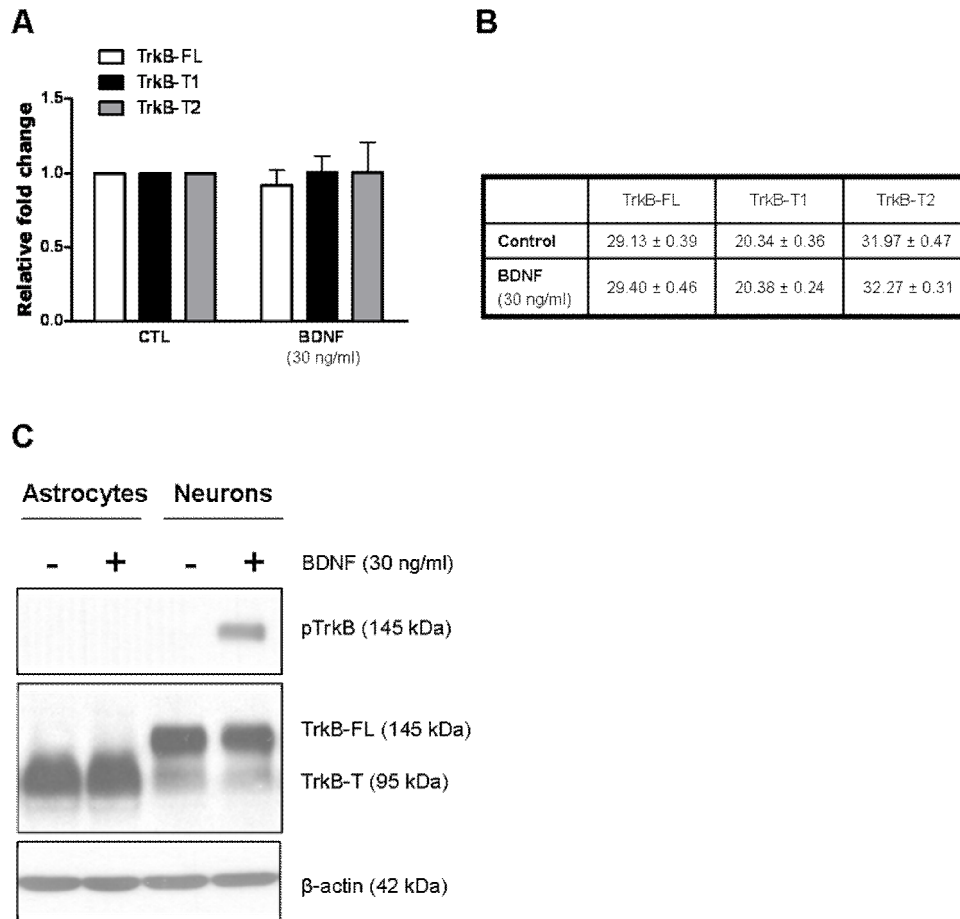 A
TrkB-FL
TrkB-T1
TrkB-T2
Relative fold change
1.5
1.0
0.5
0.0
CTL
BDNF
(30 ng/ml)
B
TrkB-FL TrkB-T1 TrkB-T2
Control 29.13 ± 0.39 20.34 ± 0.36 31.97 ± 0.47
BDNF
(30 ng/ml) 29.40 ± 0.46 20.38 ± 0.24 32.27 ± 0.31
C
Astrocytes Neurons
- + - + BDNF (30 ng/ml)
pTrkB (145 kDa)
TrkB-FL (145 kDa)
TrkB-T (95 kDa)
β-actin (42 kDa)